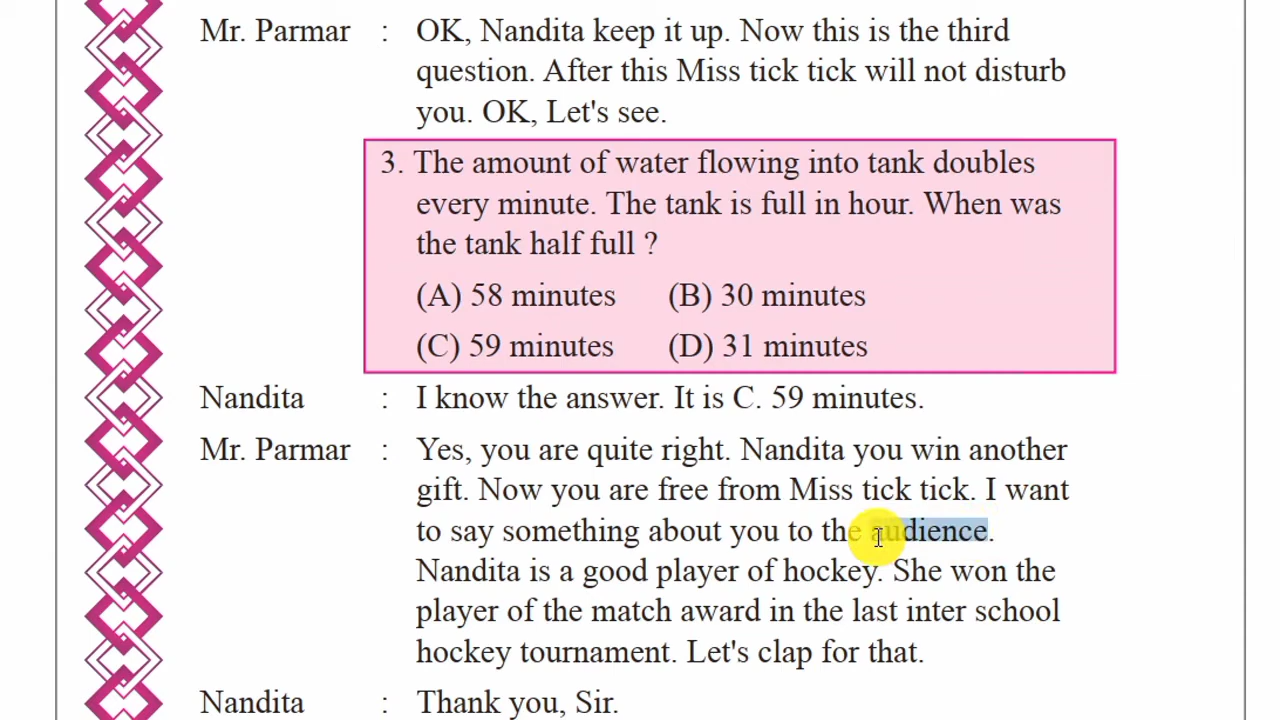 Mr. Parmar : OK, Nandita keep it up. Now this is the third
question. After this Miss tick tick will not disturb
you. OK, Let's see.
3. The amount of water flowing into tank doubles
every minute. The tank is full in hour. When was
the tank half full ?
(A) 58 minutes (B) 30 minutes
(C) 59 minutes (D) 31 minutes
Nandita : I know the answer. It is C. 59 minutes.
Mr. Parmar : Yes, you are quite right. Nandita you win another
gift. Now you are free from Miss tick tick. I want
to say something about you to the audience.
Nandita is a good player of hockey. She won the
player of the match award in the last inter school
hockey tournament. Let's clap for that.
Nandita : Thank you, Sir.